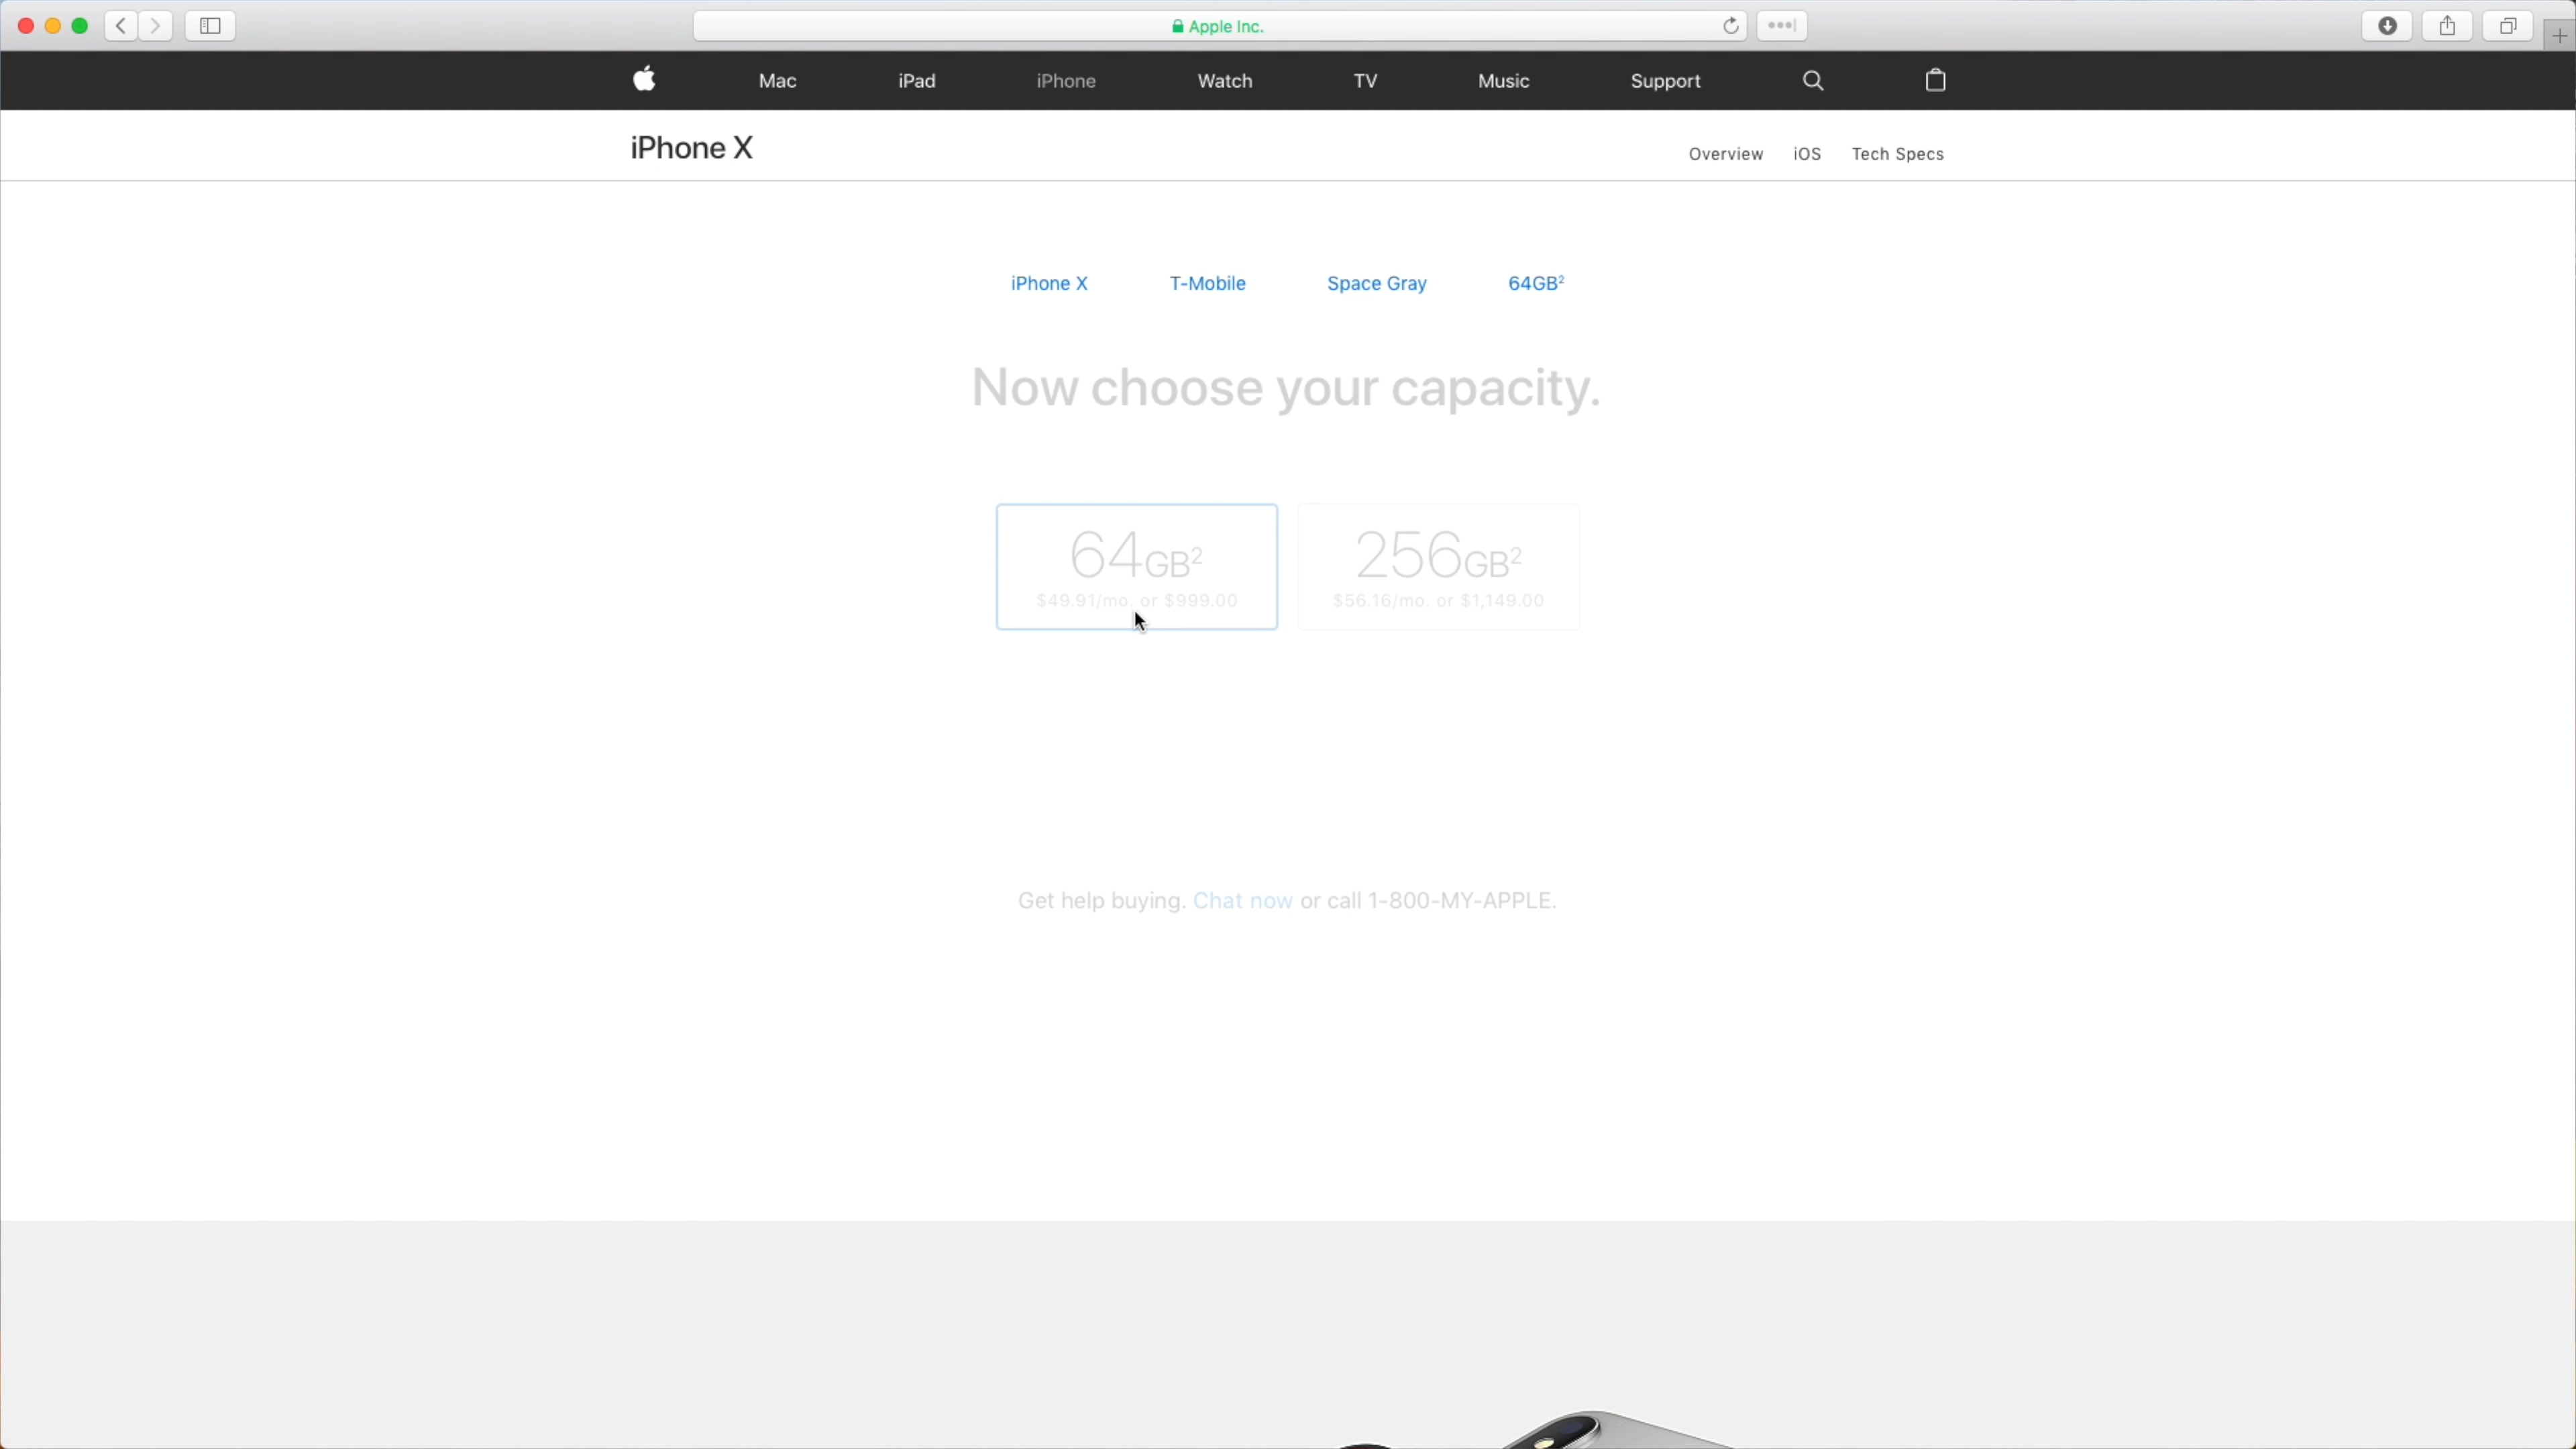 Apple Inc.
Mac iPad iPhone Watch TV Music Support
iPhone X
Overview iOS Tech Specs
iPhone X T-Mobile Space Gray 64GB²
Now choose your capacity.
64GB² 256GB²
$49.91/mo. or $999.00 $56.16/mo. or $1,149.00
Get help buying. Chat now or call 1-800-MY-APPLE.